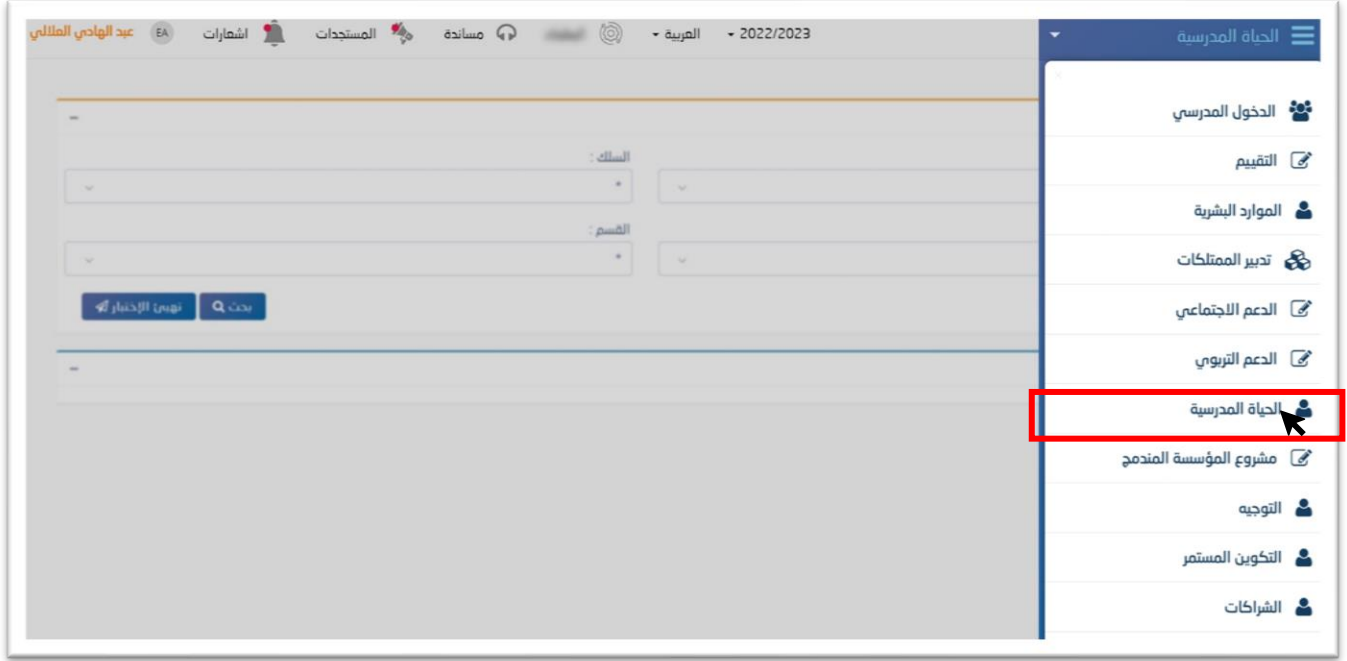 الحياة المدرسية
2022/2023 العربية مساندة المستجدات اشعارات EA عبد الهادي العلالي
الدخول المدرسي
التقييم
الموارد البشرية
تدبير الممتلكات
الدعم الاجتماعي
الدعم التربوي
الحياة المدرسية
مشروع المؤسسة المندمج
التوجيه
التكوين المستمر
الشراكات
السلك :
*
القسم :
*
بحث تهيئ الإختبار